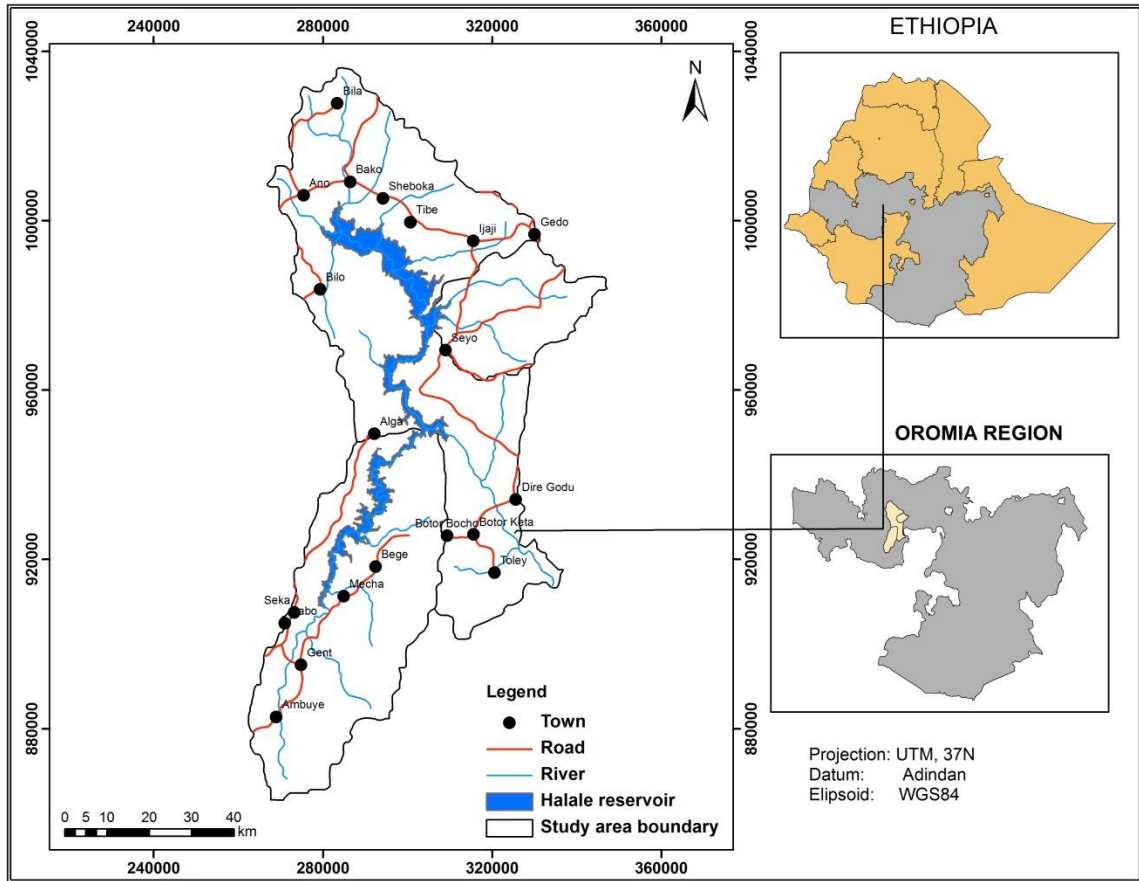 240000 280000 320000 360000
1040000
1000000
960000
920000
880000
N
Bila
Ano
Bako
Sheboka
Tibe
Ijaji
Gedo
Bilo
Seyo
Alga
Dire Godu
Botor Bocho
Botor Keta
Toley
Bege
Mecha
Seka
abo
Gent
Ambuye
Legend
Town
Road
River
Halale reservoir
Study area boundary
0 5 10 20 30 40
km
240000 280000 320000 360000
1040000
1000000
960000
920000
880000
ETHIOPIA
OROMIA REGION
Projection: UTM, 37N
Datum: Adindan
Elipsoid: WGS84